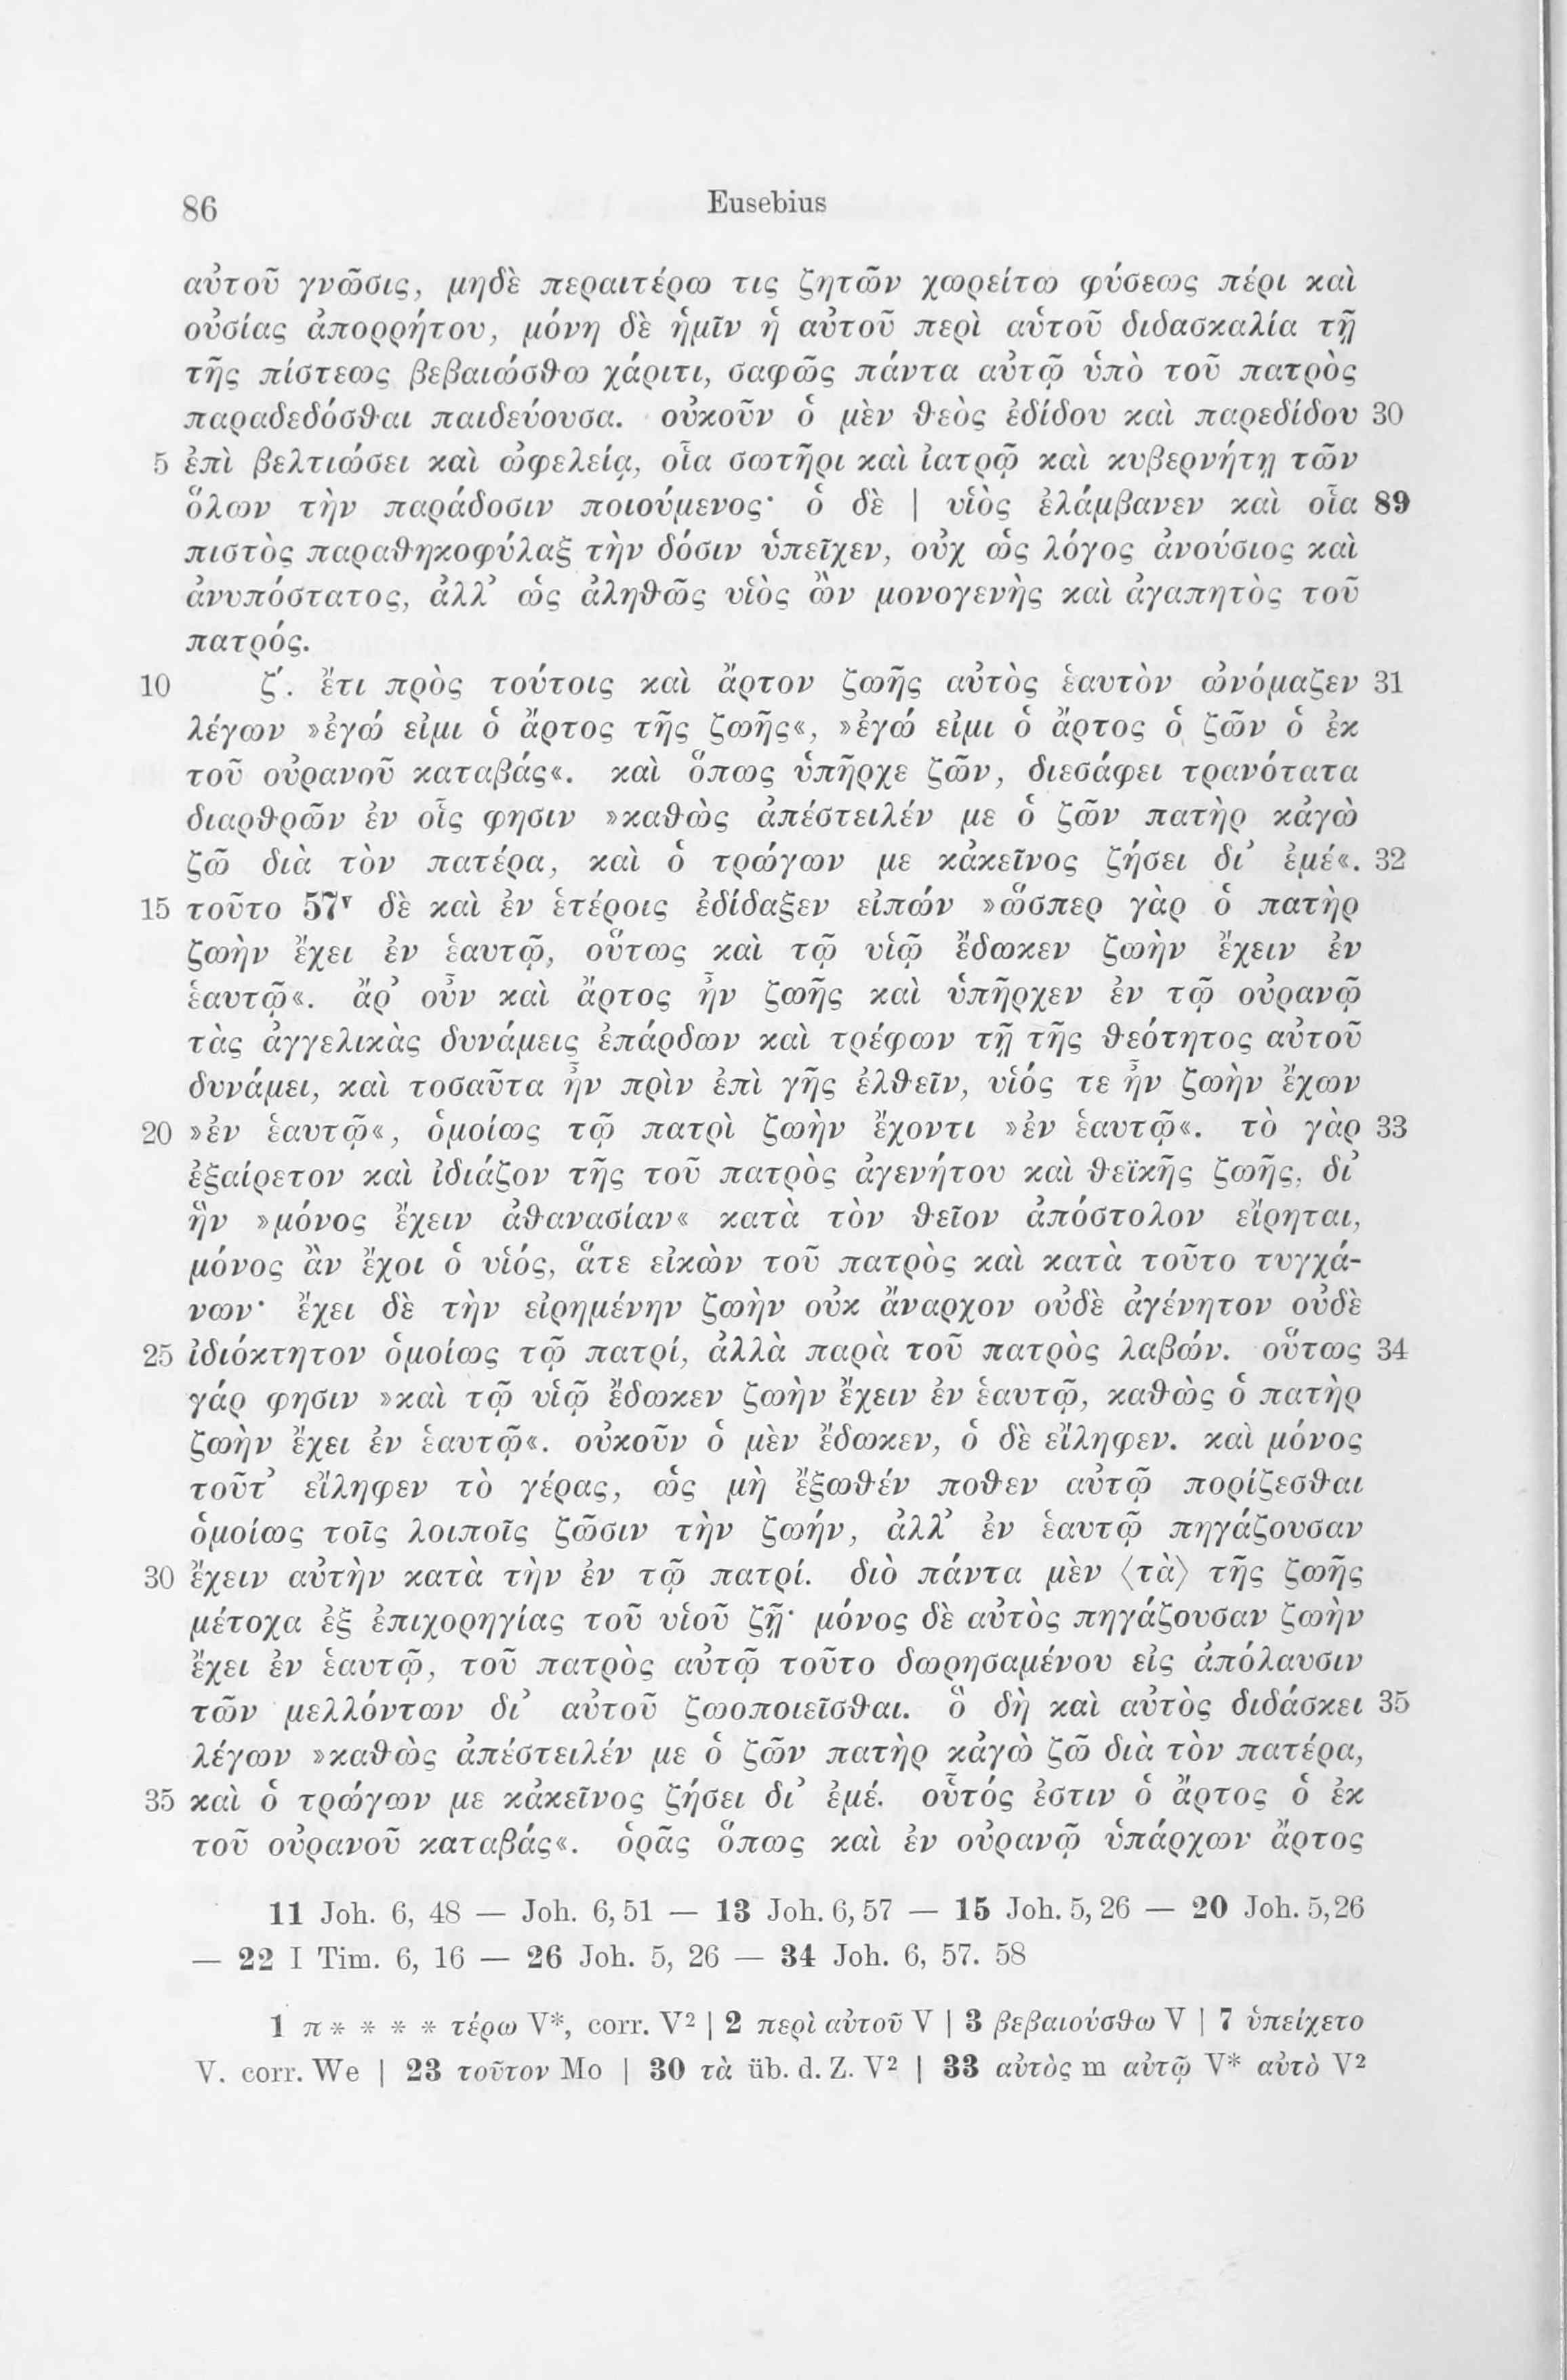 86 Eusebius
αὐτοῦ γνῶσις, μηδὲ περαιτέρω τις ζητῶν χωρείτω φύσεως πέρι καὶ
οὐσίας ἀπορρήτου, μόνη δὲ ἡμῖν ἡ αὐτοῦ περὶ αὑτοῦ διδασκαλία τῇ
τῆς πίστεως βεβαιώσθω χάριτι, σαφῶς πάντα αὐτῷ ὑπὸ τοῦ πατρὸς
παραδεδόσθαι παιδεύουσα. οὐκοῦν ὁ μὲν θεὸς ἐδίδου καὶ παρεδίδου 30
5 ἐπὶ βελτιώσει καὶ ὠφελείᾳ, οἷα σωτῆρι καὶ ἰατρῷ καὶ κυβερνήτῃ τῶν
ὅλων τὴν παράδοσιν ποιούμενος· ὁ δὲ | υἱὸς ἐλάμβανεν καὶ οἷα 89
πιστὸς παραθηκοφύλαξ τὴν δόσιν ὑπεῖχεν, οὐχ ὡς λόγος ἀνούσιος καὶ
ἀνυπόστατος, ἀλλ’ ὡς ἀληθῶς υἱὸς ὢν μονογενὴς καὶ ἀγαπητὸς τοῦ
πατρός.
10 ζ´. ἔτι πρὸς τούτοις καὶ ἄρτον ζωῆς αὐτὸς ἑαυτὸν ὠνόμαζεν 31
λέγων »ἐγώ εἰμι ὁ ἄρτος τῆς ζωῆς«, »ἐγώ εἰμι ὁ ἄρτος ὁ ζῶν ὁ ἐκ
τοῦ οὐρανοῦ καταβάς«. καὶ ὅπως ὑπῆρχε ζῶν, διεσάφει τρανότατα
διαρθρῶν ἐν οἷς φησιν »καθὼς ἀπέστειλέν με ὁ ζῶν πατὴρ κἀγὼ
ζῶ διὰ τὸν πατέρα, καὶ ὁ τρώγων με κἀκεῖνος ζήσει δι’ ἐμέ«. 32
15 τοῦτο 57ᵛ δὲ καὶ ἐν ἑτέροις ἐδίδαξεν εἰπών »ὥσπερ γὰρ ὁ πατὴρ
ζωὴν ἔχει ἐν ἑαυτῷ, οὕτως καὶ τῷ υἱῷ ἔδωκεν ζωὴν ἔχειν ἐν
ἑαυτῷ«. ἄρ’ οὖν καὶ ἄρτος ἦν ζωῆς καὶ ὑπῆρχεν ἐν τῷ οὐρανῷ
τὰς ἀγγελικὰς δυνάμεις ἐπάρδων καὶ τρέφων τῇ τῆς θεότητος αὐτοῦ
δυνάμει, καὶ τοσαῦτα ἦν πρὶν ἐπὶ γῆς ἐλθεῖν, υἱός τε ἦν ζωὴν ἔχων
20 »ἐν ἑαυτῷ«, ὁμοίως τῷ πατρὶ ζωὴν ἔχοντι »ἐν ἑαυτῷ«. τὸ γὰρ 33
ἐξαίρετον καὶ ἰδιάζον τῆς τοῦ πατρὸς ἀγενήτου καὶ θεϊκῆς ζωῆς, δι’
ἣν »μόνος ἔχειν ἀθανασίαν« κατὰ τὸν θεῖον ἀπόστολον εἴρηται,
μόνος ἂν ἔχοι ὁ υἱός, ἅτε εἰκὼν τοῦ πατρὸς καὶ κατὰ τοῦτο τυγχά-
νων· ἔχει δὲ τὴν εἰρημένην ζωὴν οὐκ ἄναρχον οὐδὲ ἀγένητον οὐδὲ
25 ἰδιόκτητον ὁμοίως τῷ πατρί, ἀλλὰ παρὰ τοῦ πατρὸς λαβών. οὕτως 34
γάρ φησιν »καὶ τῷ υἱῷ ἔδωκεν ζωὴν ἔχειν ἐν ἑαυτῷ, καθὼς ὁ πατὴρ
ζωὴν ἔχει ἐν ἑαυτῷ«. οὐκοῦν ὁ μὲν ἔδωκεν, ὁ δὲ εἴληφεν. καὶ μόνος
τοῦτ’ εἴληφεν τὸ γέρας, ὡς μὴ ἔξωθέν ποθεν αὐτῷ πορίζεσθαι
ὁμοίως τοῖς λοιποῖς ζῶσιν τὴν ζωήν, ἀλλ’ ἐν ἑαυτῷ πηγάζουσαν
30 ἔχειν αὐτὴν κατὰ τὴν ἐν τῷ πατρί. διὸ πάντα μὲν ⟨τὰ⟩ τῆς ζωῆς
μέτοχα ἐξ ἐπιχορηγίας τοῦ υἱοῦ ζῇ· μόνος δὲ αὐτὸς πηγάζουσαν ζωὴν
ἔχει ἐν ἑαυτῷ, τοῦ πατρὸς αὐτῷ τοῦτο δωρησαμένου εἰς ἀπόλαυσιν
τῶν μελλόντων δι’ αὐτοῦ ζωοποιεῖσθαι. ὃ δὴ καὶ αὐτὸς διδάσκει 35
λέγων »καθὼς ἀπέστειλέν με ὁ ζῶν πατὴρ κἀγὼ ζῶ διὰ τὸν πατέρα,
35 καὶ ὁ τρώγων με κἀκεῖνος ζήσει δι’ ἐμέ. οὗτός ἐστιν ὁ ἄρτος ὁ ἐκ
τοῦ οὐρανοῦ καταβάς«. ὁρᾷς ὅπως καὶ ἐν οὐρανῷ ὑπάρχων ἄρτος
11 Joh. 6, 48 — Joh. 6, 51 — 13 Joh. 6, 57 — 15 Joh. 5, 26 — 20 Joh. 5, 26
— 22 I Tim. 6, 16 — 26 Joh. 5, 26 — 34 Joh. 6, 57. 58
1 π * * * * τέρω V*, corr. V² | 2 περὶ αὐτοῦ V | 3 βεβαιούσθω V | 7 ὑπείχετο
V. corr. We | 23 τοῦτον Mo | 30 τὰ üb. d. Z. V² | 33 αὐτὸς m αὐτῷ V* αὐτὸ V²